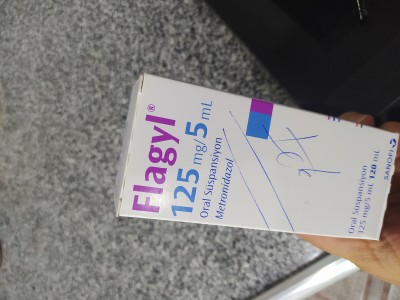 Flagyl®
125 mg/5 mL
Oral Süspansiyon
Metronidazol
Oral Süspansiyon
125 mg/5 mL 120 mL
SANOFI